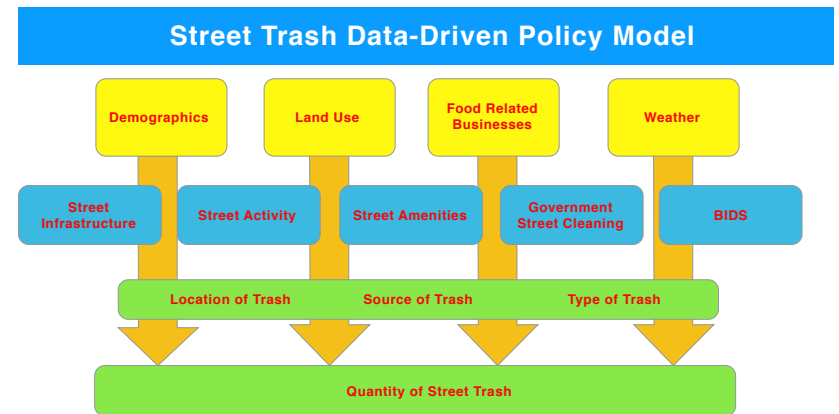 Street Trash Data-Driven Policy Model
Demographics
Land Use
Food Related
Businesses
Weather
Street
Infrastructure
Street Activity
Street Amenities
Government
Street Cleaning
BIDS
Location of Trash
Source of Trash
Type of Trash
Quantity of Street Trash